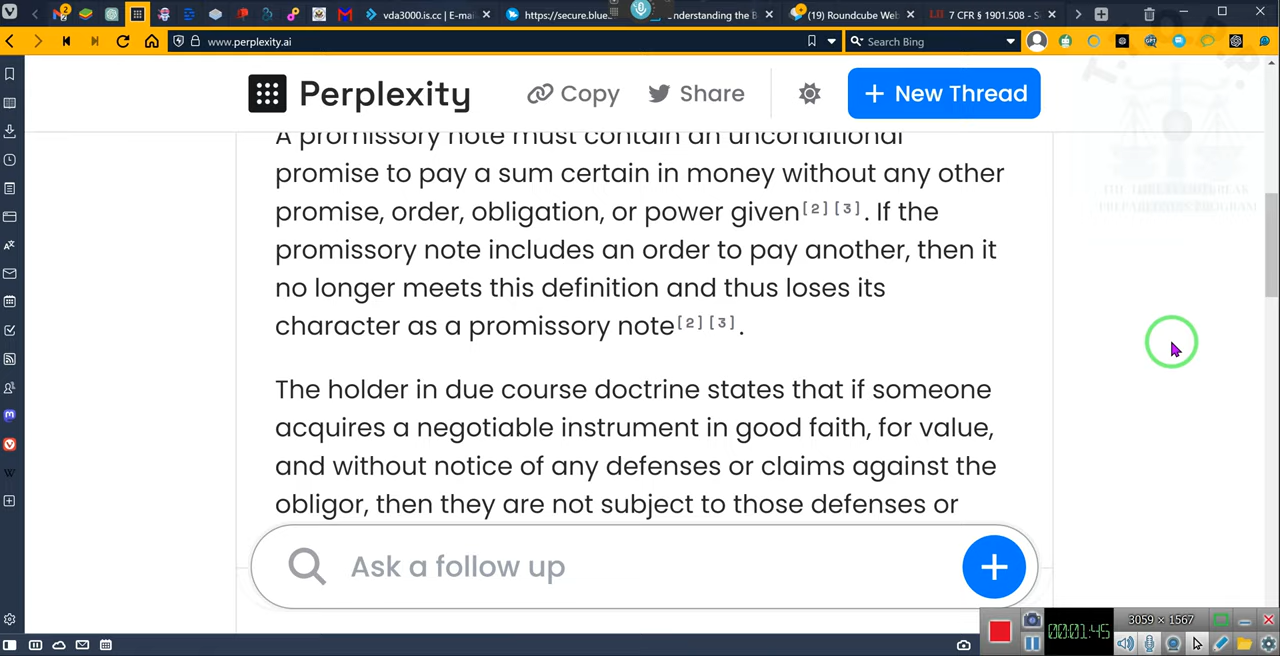 vda3000.is.cc | E-mai
https://secure.blue.
nderstanding the B
(19) Roundcube Web
7 CFR § 1901.508 - S
www.perplexity.ai
Search Bing
Perplexity
Copy
Share
New Thread
A promissory note must contain an unconditional
promise to pay a sum certain in money without any other
promise, order, obligation, or power given[2][3]. If the
promissory note includes an order to pay another, then it
no longer meets this definition and thus loses its
character as a promissory note[2][3].
The holder in due course doctrine states that if someone
acquires a negotiable instrument in good faith, for value,
and without notice of any defenses or claims against the
obligor, then they are not subject to those defenses or
Ask a follow up
3059 × 1567
00:01:45